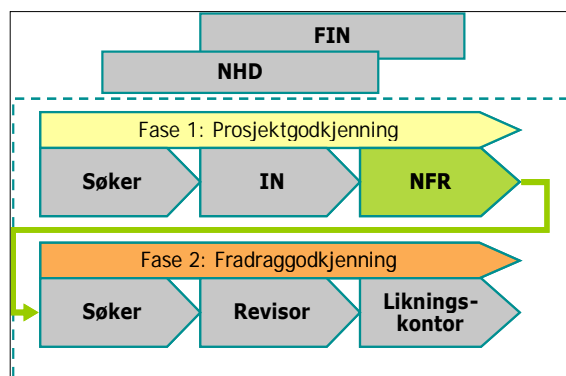 FIN
NHD
Fase 1: Prosjektgodkjenning
Søker
IN
NFR
Fase 2: Fradraggodkjenning
Søker
Revisor
Liknings-
kontor